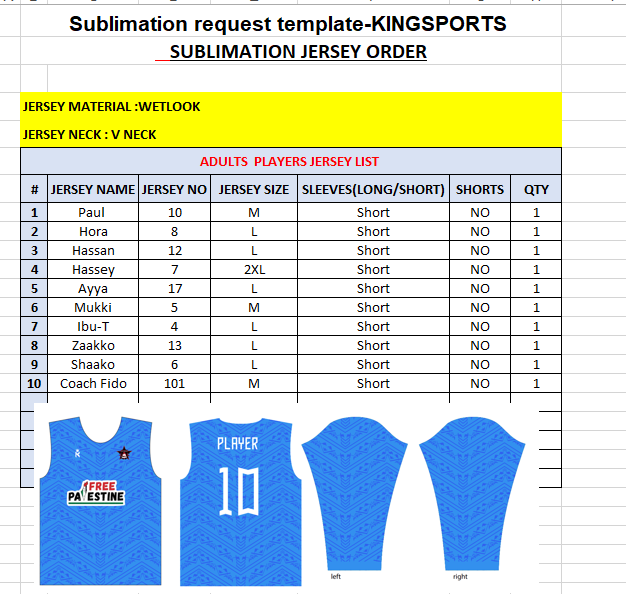 Sublimation request template-KINGSPORTS
SUBLIMATION JERSEY ORDER
JERSEY MATERIAL :WETLOOK
JERSEY NECK : V NECK
ADULTS PLAYERS JERSEY LIST
# JERSEY NAME JERSEY NO JERSEY SIZE SLEEVES(LONG/SHORT) SHORTS QTY
1 Paul 10 M Short NO 1
2 Hora 8 L Short NO 1
3 Hassan 12 L Short NO 1
4 Hassey 7 2XL Short NO 1
5 Ayya 17 L Short NO 1
6 Mukki 5 M Short NO 1
7 Ibu-T 4 L Short NO 1
8 Zaakko 13 L Short NO 1
9 Shaako 6 L Short NO 1
10 Coach Fido 101 M Short NO 1
FREE
PALESTINE
PLAYER
10
left
right